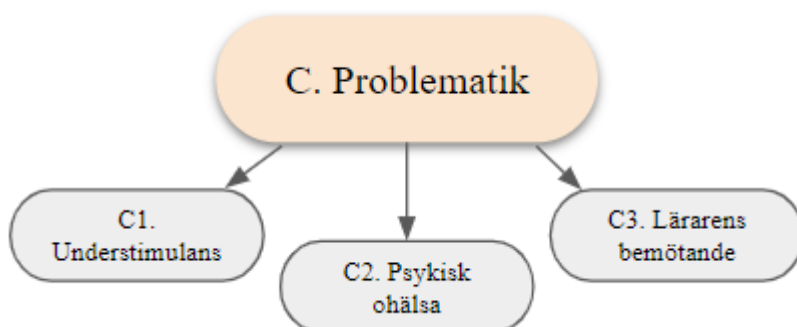 C. Problematik
C1.
Understimulans
C2. Psykisk
ohälsa
C3. Lärarens
bemötande